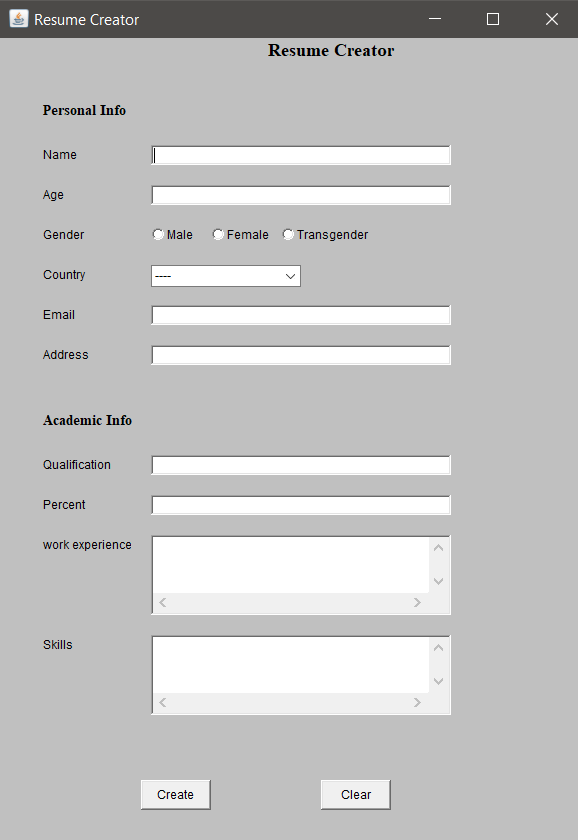 Resume Creator
Resume Creator
Personal Info
Name
Age
Gender Male Female Transgender
Country ----
Email
Address
Academic Info
Qualification
Percent
work experience
Skills
Create Clear